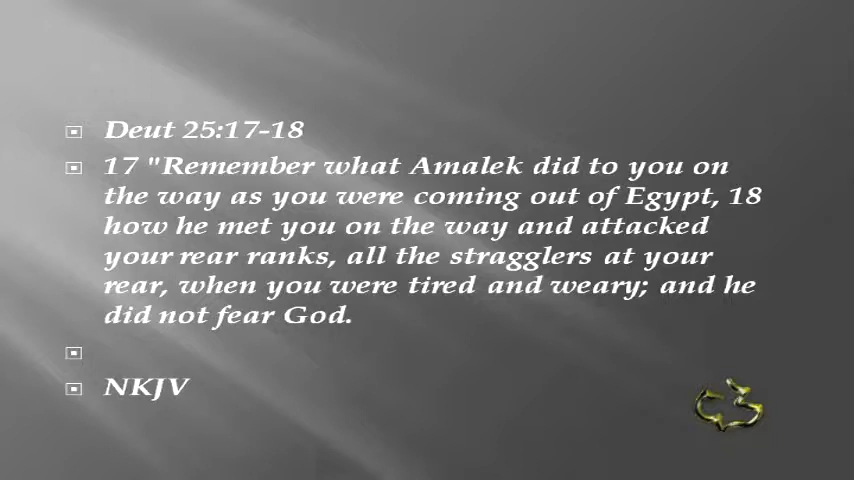 Deut 25:17-18
17 "Remember what Amalek did to you on
the way as you were coming out of Egypt, 18
how he met you on the way and attacked
your rear ranks, all the stragglers at your
rear, when you were tired and weary; and he
did not fear God.
NKJV
C3